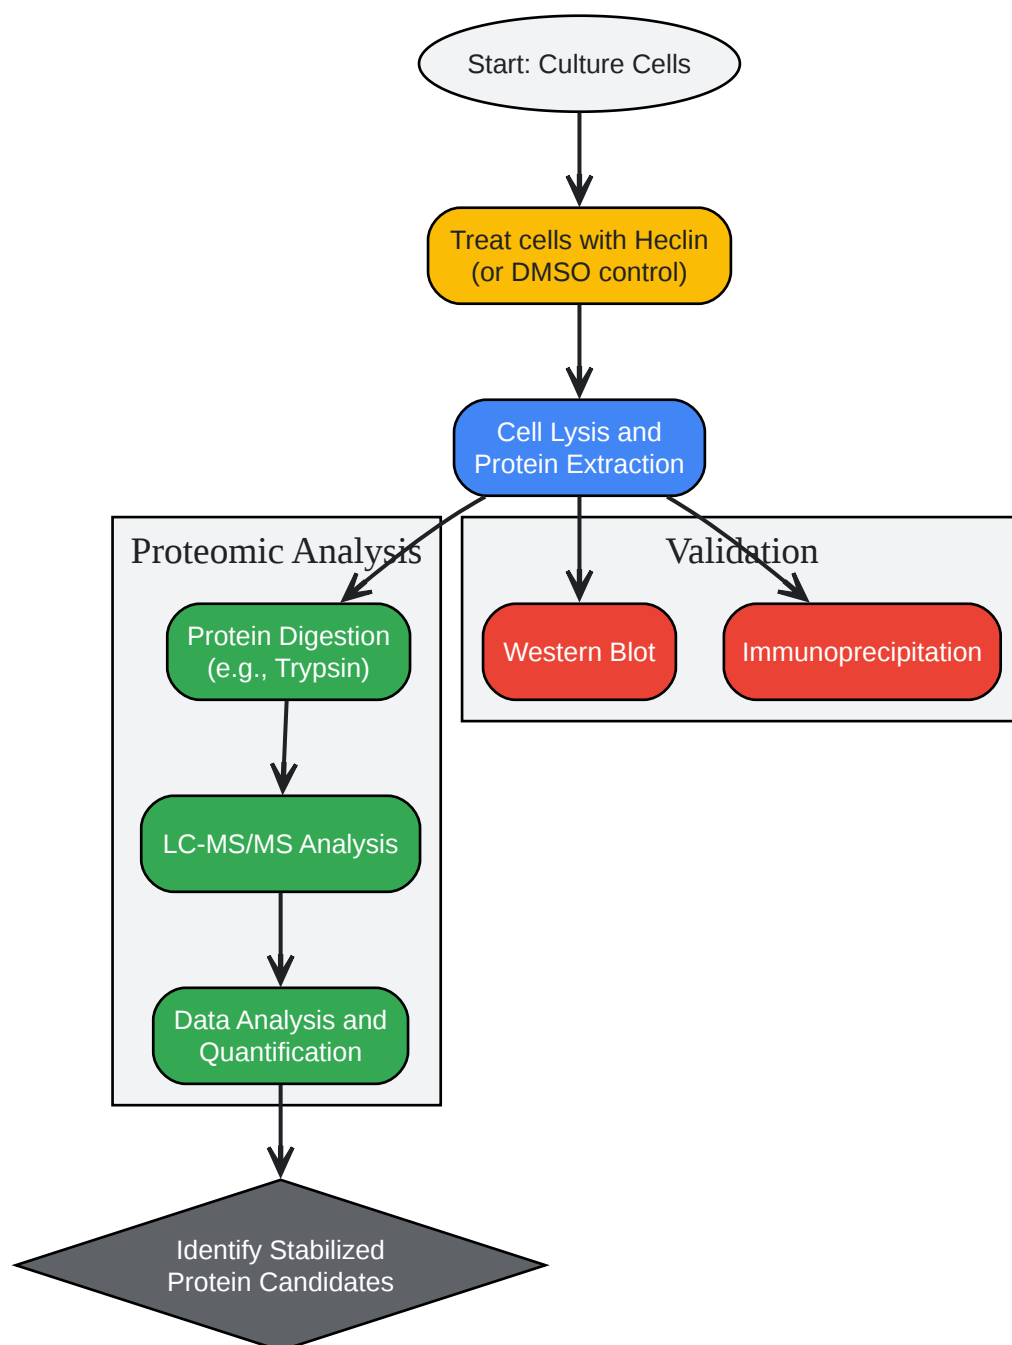 Start: Culture Cells
Treat cells with Heclin
(or DMSO control)
Cell Lysis and
Protein Extraction
Proteomic Analysis
Validation
Protein Digestion
(e.g., Trypsin)
Western Blot
Immunoprecipitation
LC-MS/MS Analysis
Data Analysis and
Quantification
Identify Stabilized
Protein Candidates